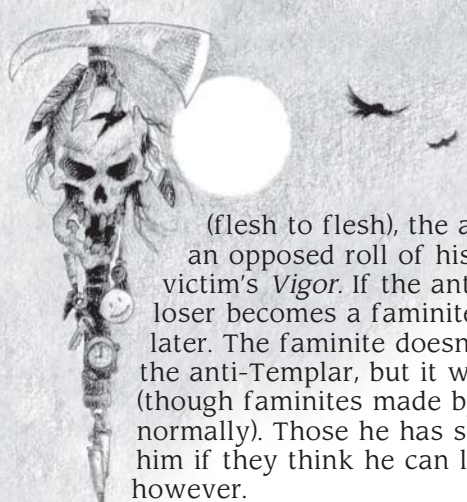 (flesh to flesh), the a
an opposed roll of his
victim's Vigor. If the ant
loser becomes a faminite
later. The faminite doesn
the anti-Templar, but it w
(though faminites made b
normally). Those he has s
him if they think he can l
however.